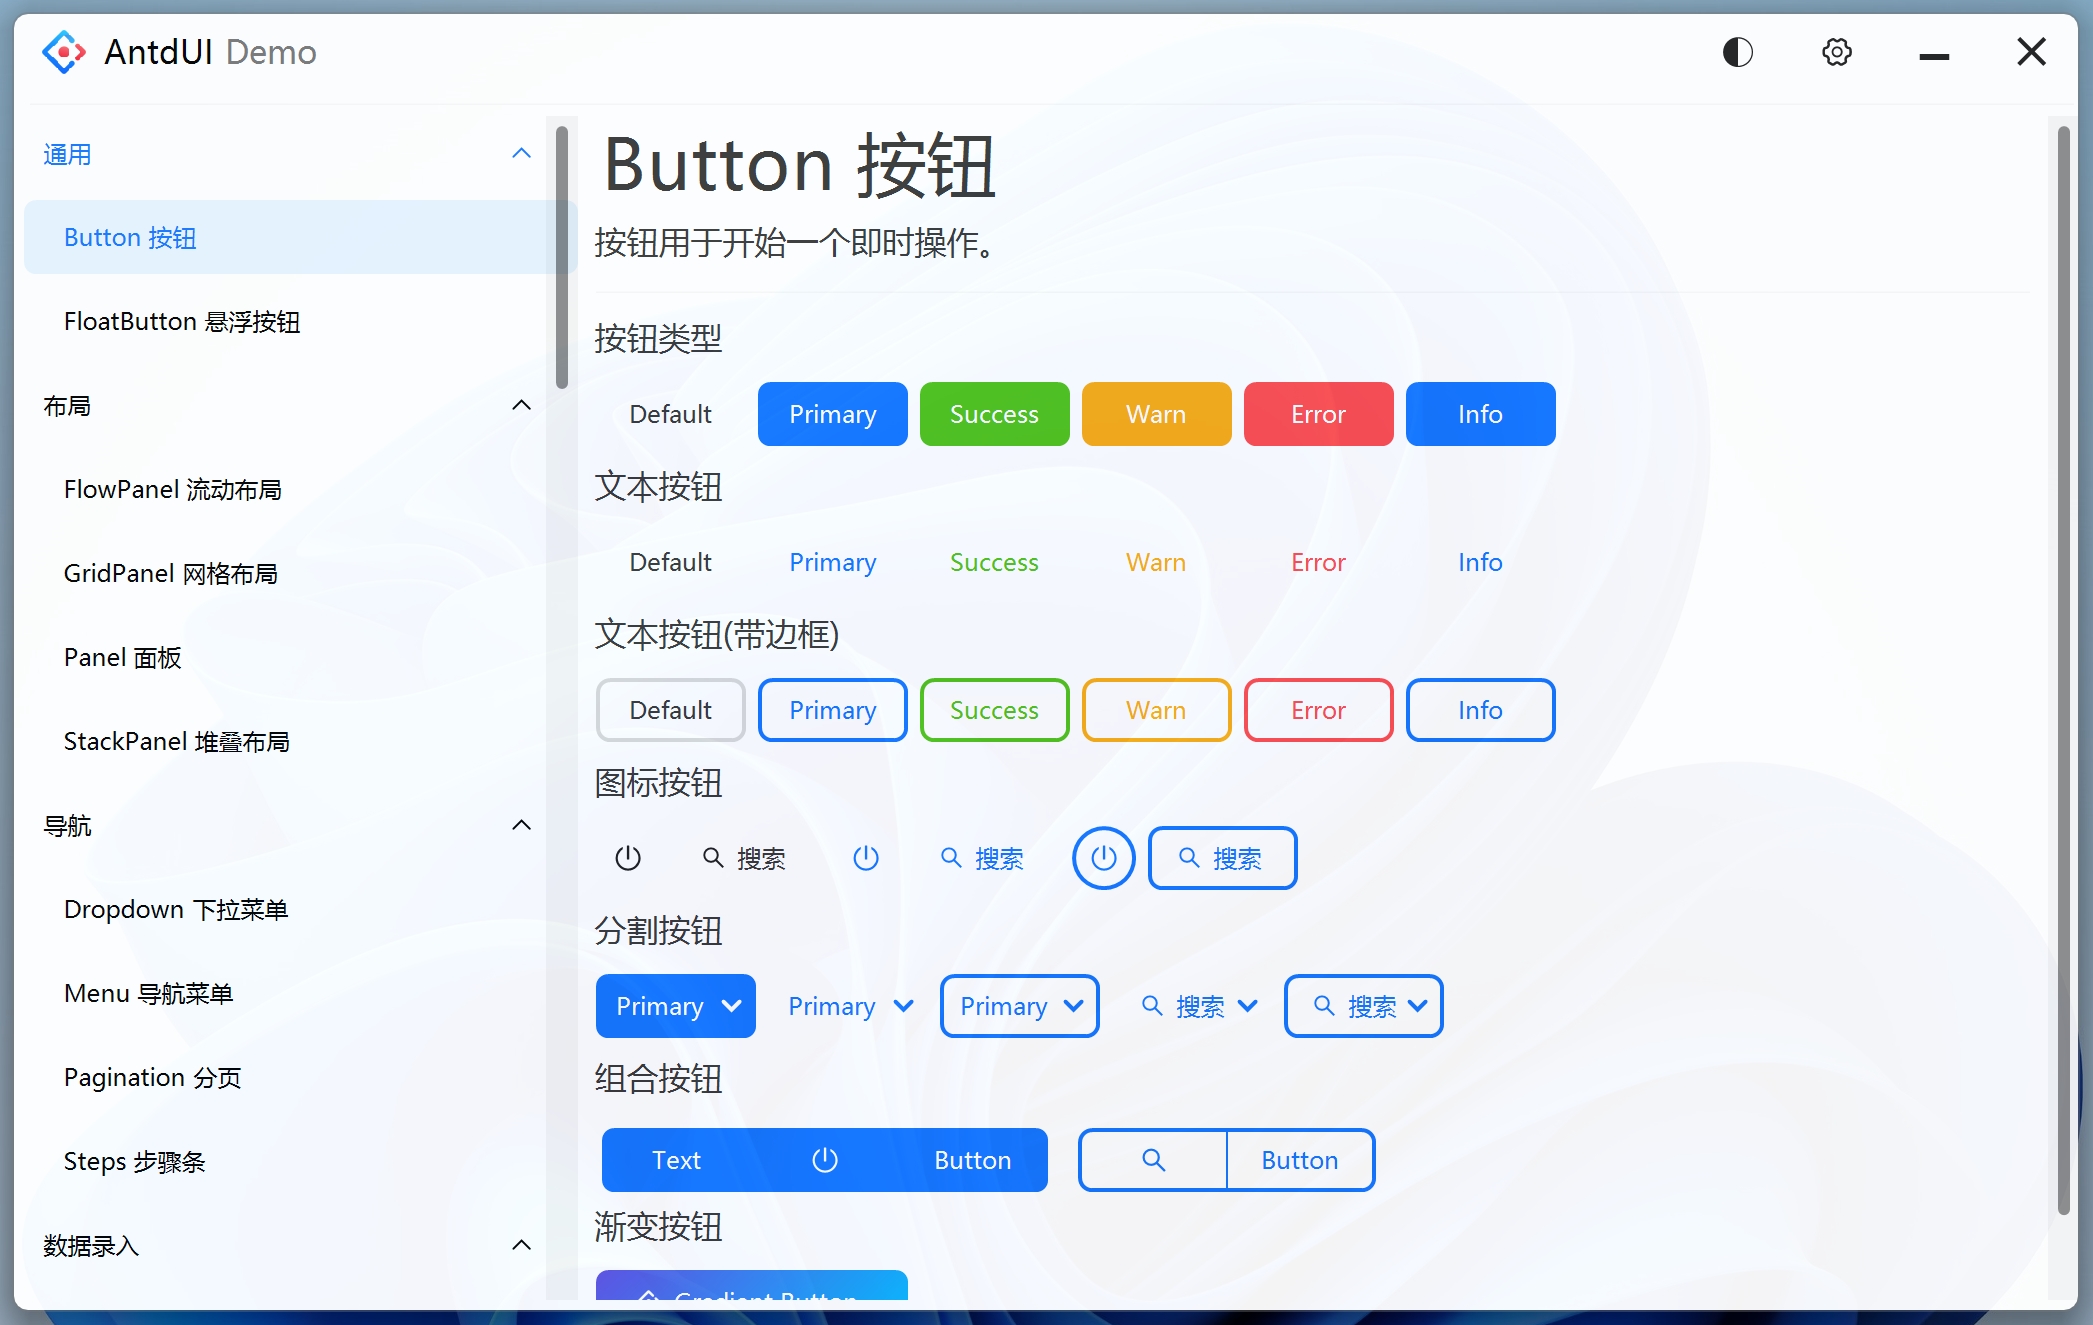 AntdUI Demo
通用
Button 按钮
FloatButton 悬浮按钮
布局
FlowPanel 流动布局
GridPanel 网格布局
Panel 面板
StackPanel 堆叠布局
导航
Dropdown 下拉菜单
Menu 导航菜单
Pagination 分页
Steps 步骤条
数据录入
Button 按钮
按钮用于开始一个即时操作。
按钮类型
Default Primary Success Warn Error Info
文本按钮
Default Primary Success Warn Error Info
文本按钮(带边框)
Default Primary Success Warn Error Info
图标按钮
搜索 搜索 搜索
分割按钮
Primary Primary Primary 搜索 搜索
组合按钮
Text Button Button
渐变按钮
Gradient Button